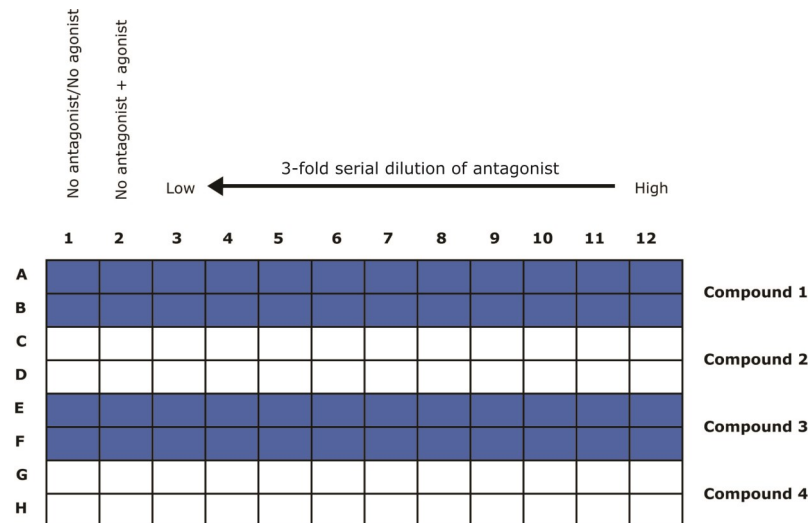 No antagonist/No agonist
No antagonist + agonist
3-fold serial dilution of antagonist
Low
High
1 2 3 4 5 6 7 8 9 10 11 12
A
Compound 1
B
C
Compound 2
D
E
Compound 3
F
G
Compound 4
H